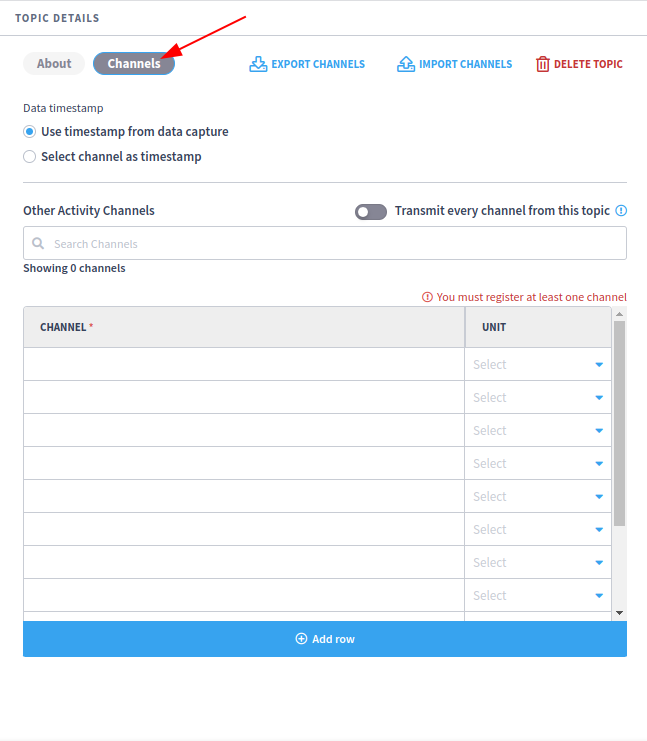 TOPIC DETAILS
About Channels EXPORT CHANNELS IMPORT CHANNELS DELETE TOPIC
Data timestamp
Use timestamp from data capture
Select channel as timestamp
Other Activity Channels Transmit every channel from this topic
Search Channels
Showing 0 channels
You must register at least one channel
CHANNEL * UNIT
Select
Select
Select
Select
Select
Select
Select
Select
Add row